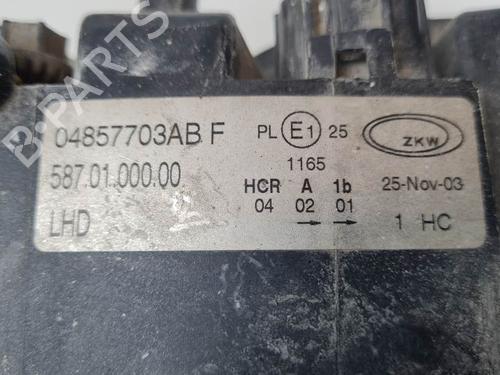 B-PARTS
04857703AB F
587.01.000.00
LHD
PL E1 25
1165
HCR A 1b
04 02 01
→ →
ZKW
25-Nov-03
1 HC